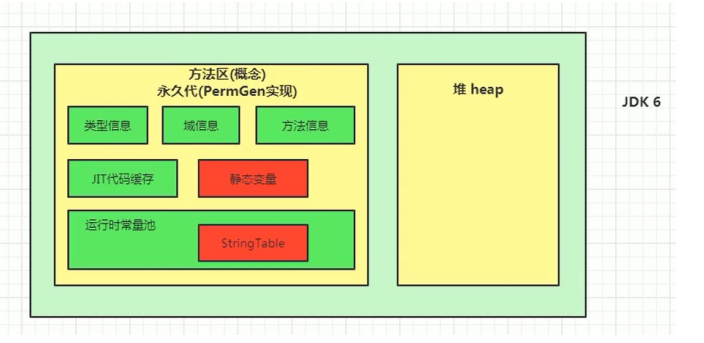 方法区(概念)
永久代(PermGen实现)
类型信息
域信息
方法信息
JIT代码缓存
静态变量
运行时常量池
StringTable
堆 heap
JDK 6